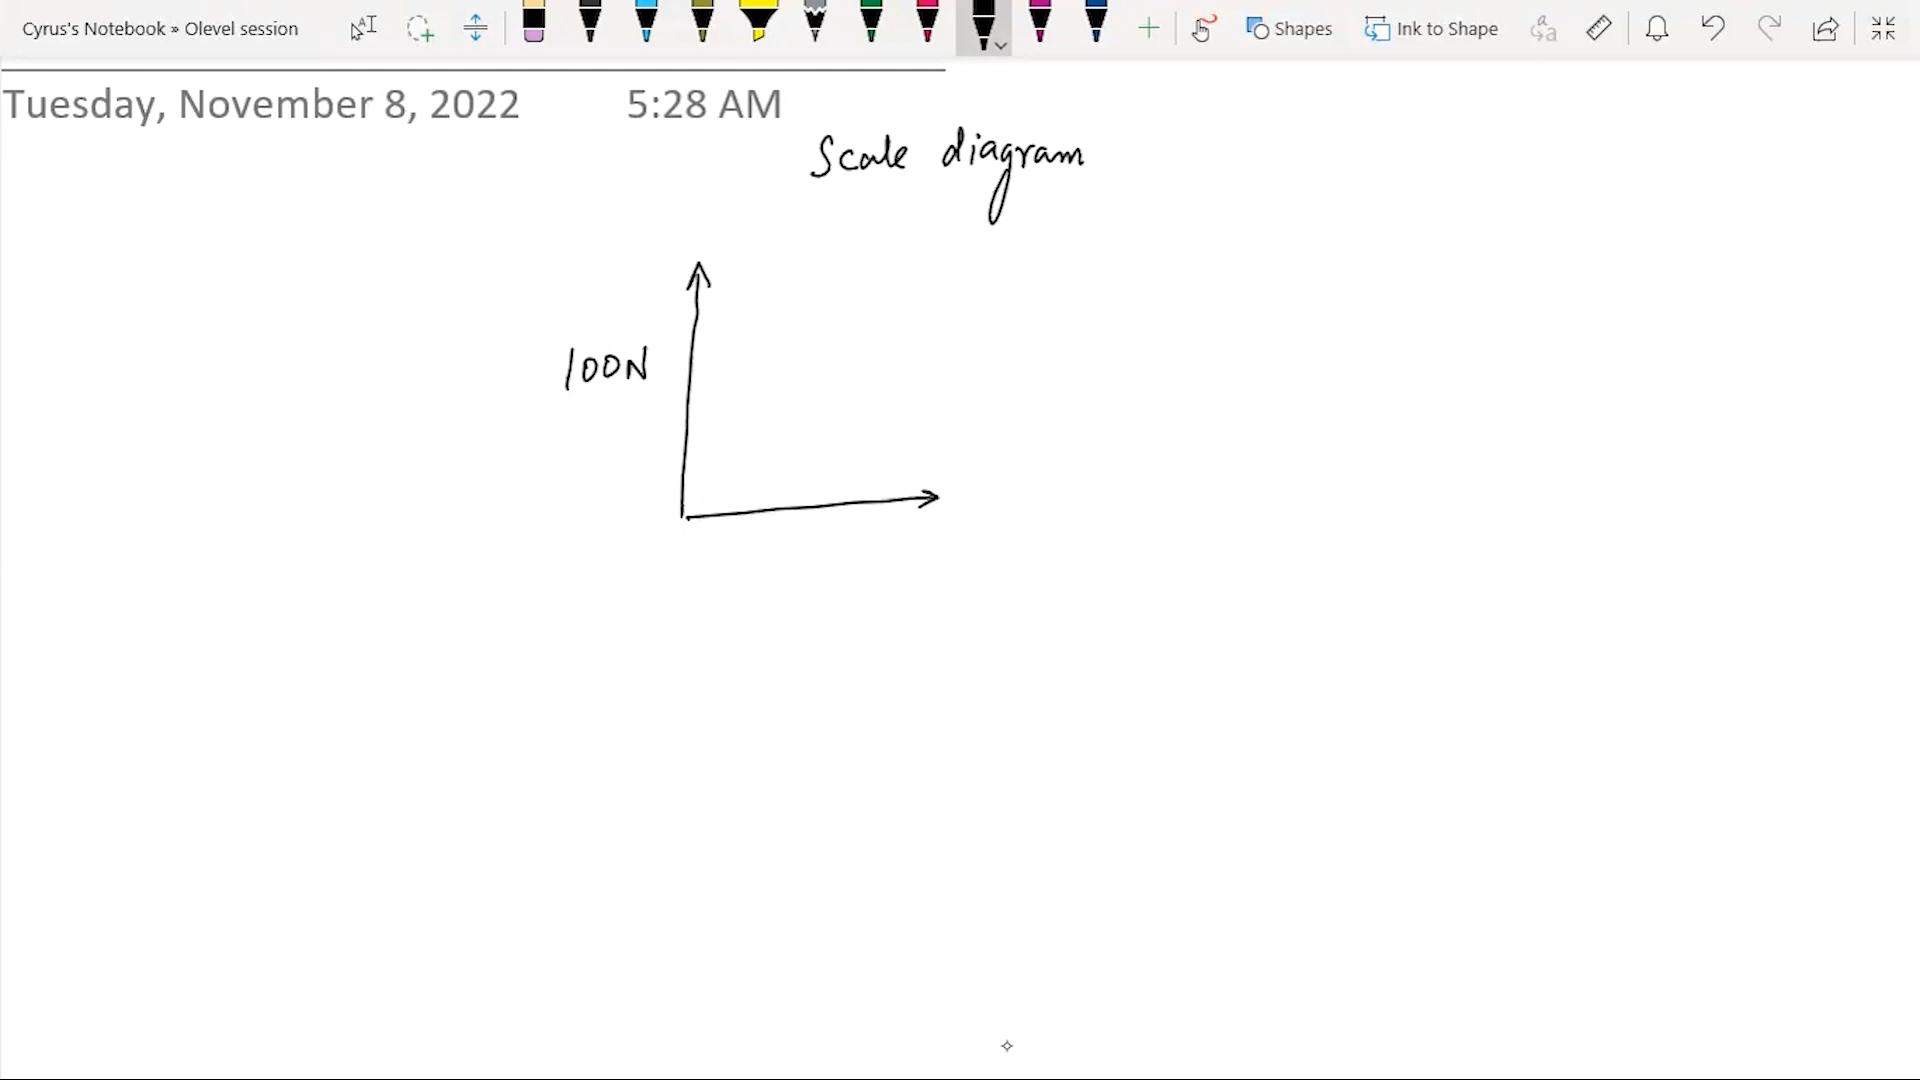 Cyrus's Notebook » Olevel session
Shapes
Ink to Shape
Tuesday, November 8, 2022 5:28 AM
Scale diagram
100N